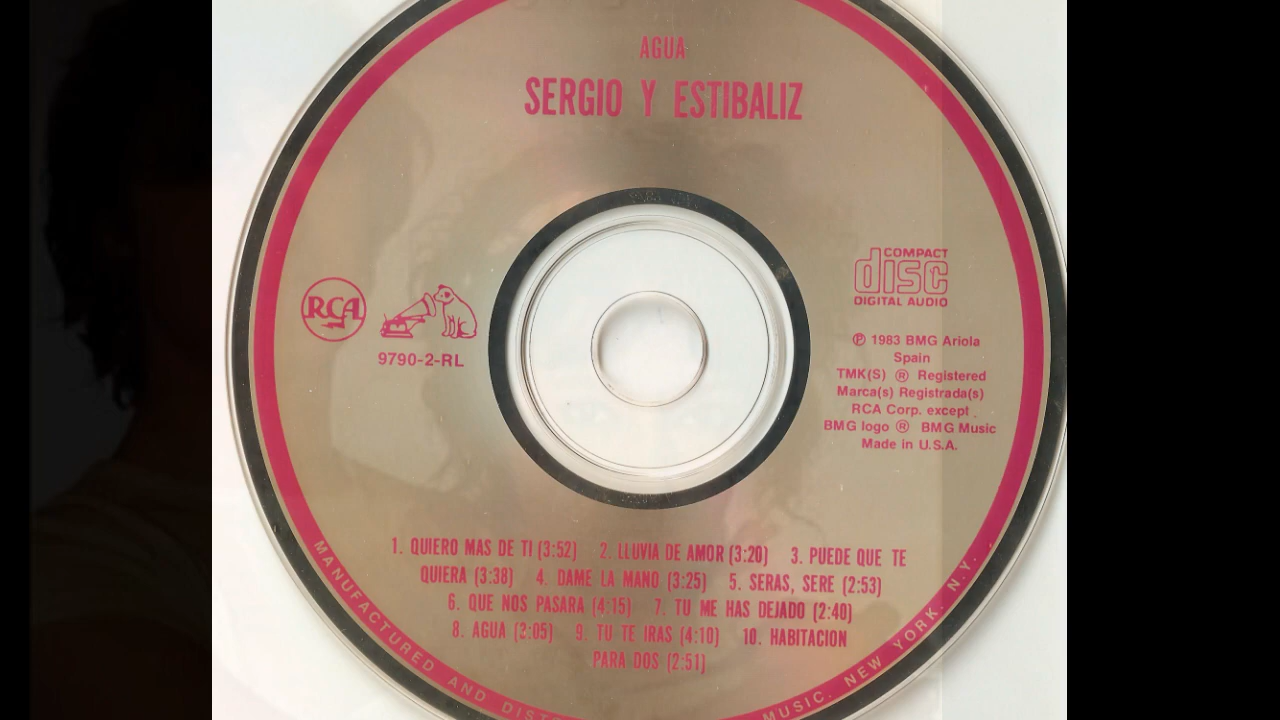 AGUA
SERGIO Y ESTIBALIZ
RCA
9790-2-RL
COMPACT
disc
DIGITAL AUDIO
℗ 1983 BMG Ariola
Spain
TMK(S) ® Registered
Marca(s) Registrada(s)
RCA Corp. except
BMG logo ® BMG Music
Made in U.S.A.
1. QUIERO MAS DE TI (3:52) 2. LLUVIA DE AMOR (3:20) 3. PUEDE QUE TE
QUIERA (3:38) 4. DAME LA MANO (3:25) 5. SERAS, SERE (2:53)
6. QUE NOS PASARA (4:15) 7. TU ME HAS DEJADO (2:40)
8. AGUA (3:05) 9. TU TE IRAS (4:10) 10. HABITACION
PARA DOS (2:51)
MANUFACTURED AND MUSIC. NEW YORK. N.Y.